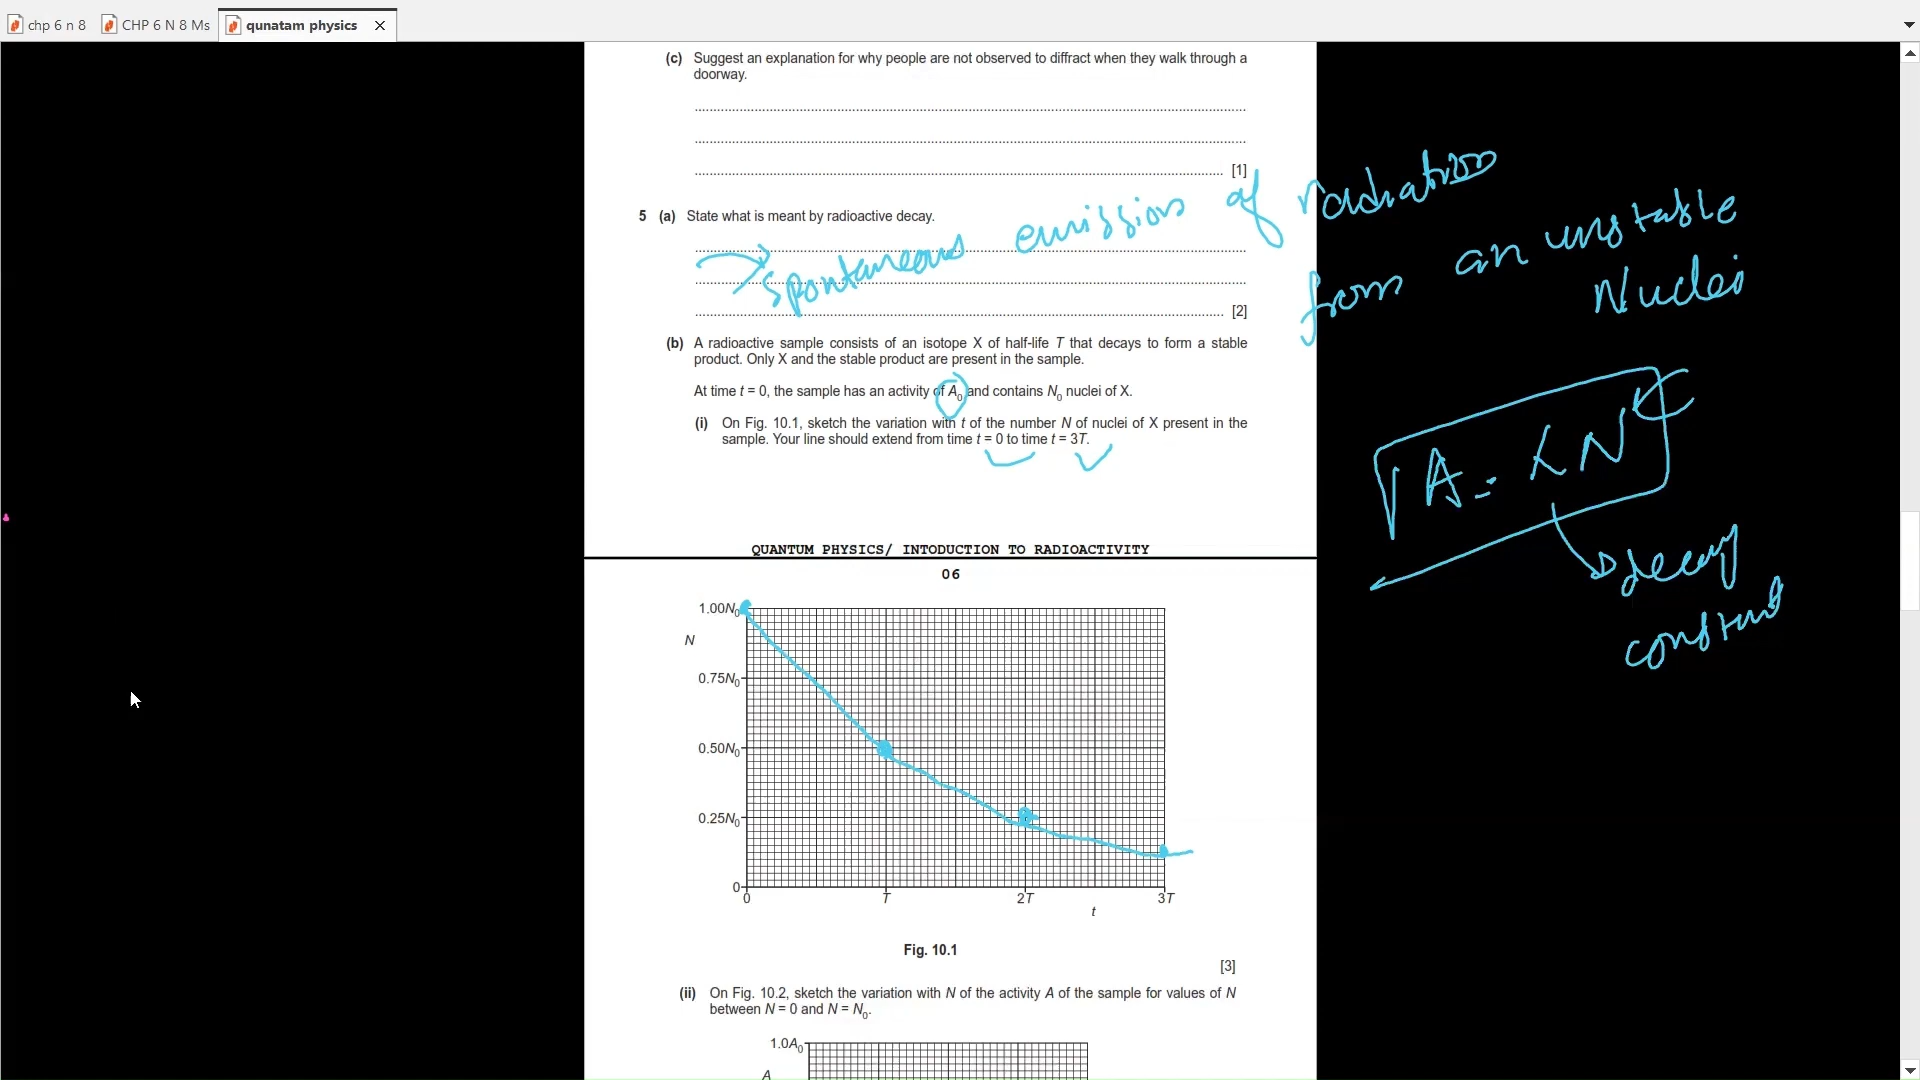 chp 6 n 8
CHP 6 N 8 Ms
qunatam physics
(c) Suggest an explanation for why people are not observed to diffract when they walk through a
doorway.
[1]
5 (a) State what is meant by radioactive decay.
spontaneous emission of radiation
from an unstable
Nuclei
[2]
(b) A radioactive sample consists of an isotope X of half-life T that decays to form a stable
product. Only X and the stable product are present in the sample.
At time t = 0, the sample has an activity of A0 and contains N0 nuclei of X.
(i) On Fig. 10.1, sketch the variation with t of the number N of nuclei of X present in the
sample. Your line should extend from time t = 0 to time t = 3T.
A = λN
decay
constant
QUANTUM PHYSICS/ INTODUCTION TO RADIOACTIVITY
06
1.00N0
N
0.75N0
0.50N0
0.25N0
0
0 T 2T 3T
t
Fig. 10.1
[3]
(ii) On Fig. 10.2, sketch the variation with N of the activity A of the sample for values of N
between N = 0 and N = N0.
1.0A0
A